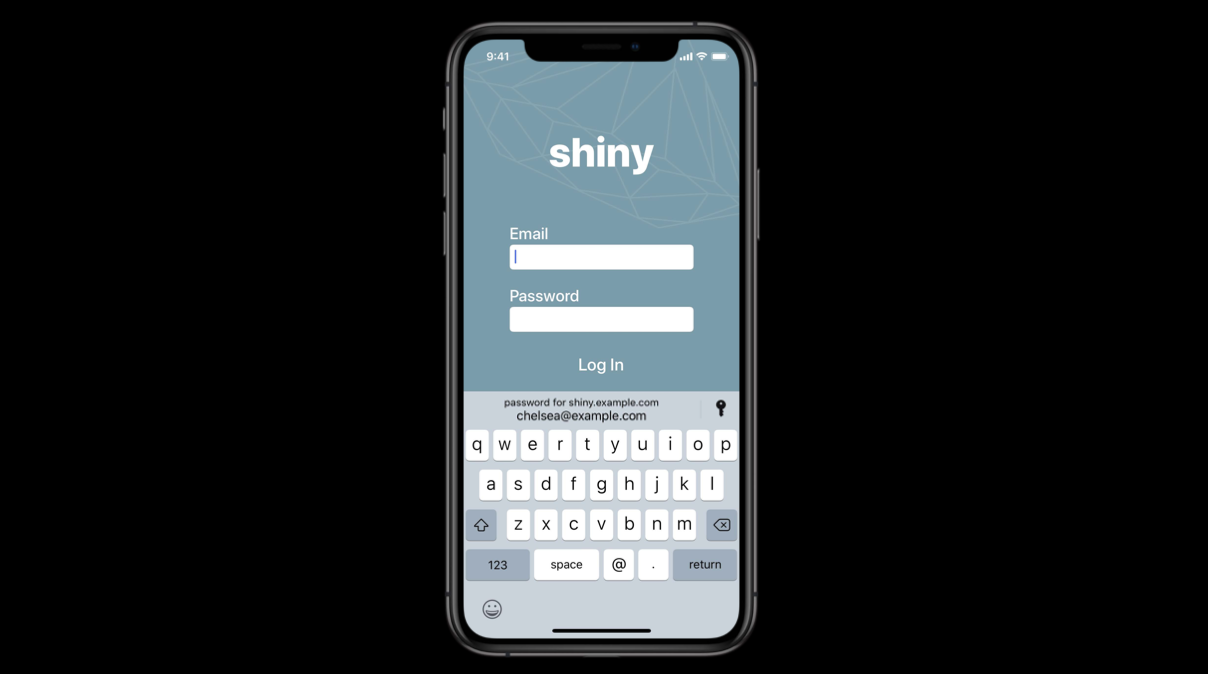 9:41
shiny
Email
Password
Log In
password for shiny.example.com
chelsea@example.com
q w e r t y u i o p
a s d f g h j k l
z x c v b n m
123 space @ . return